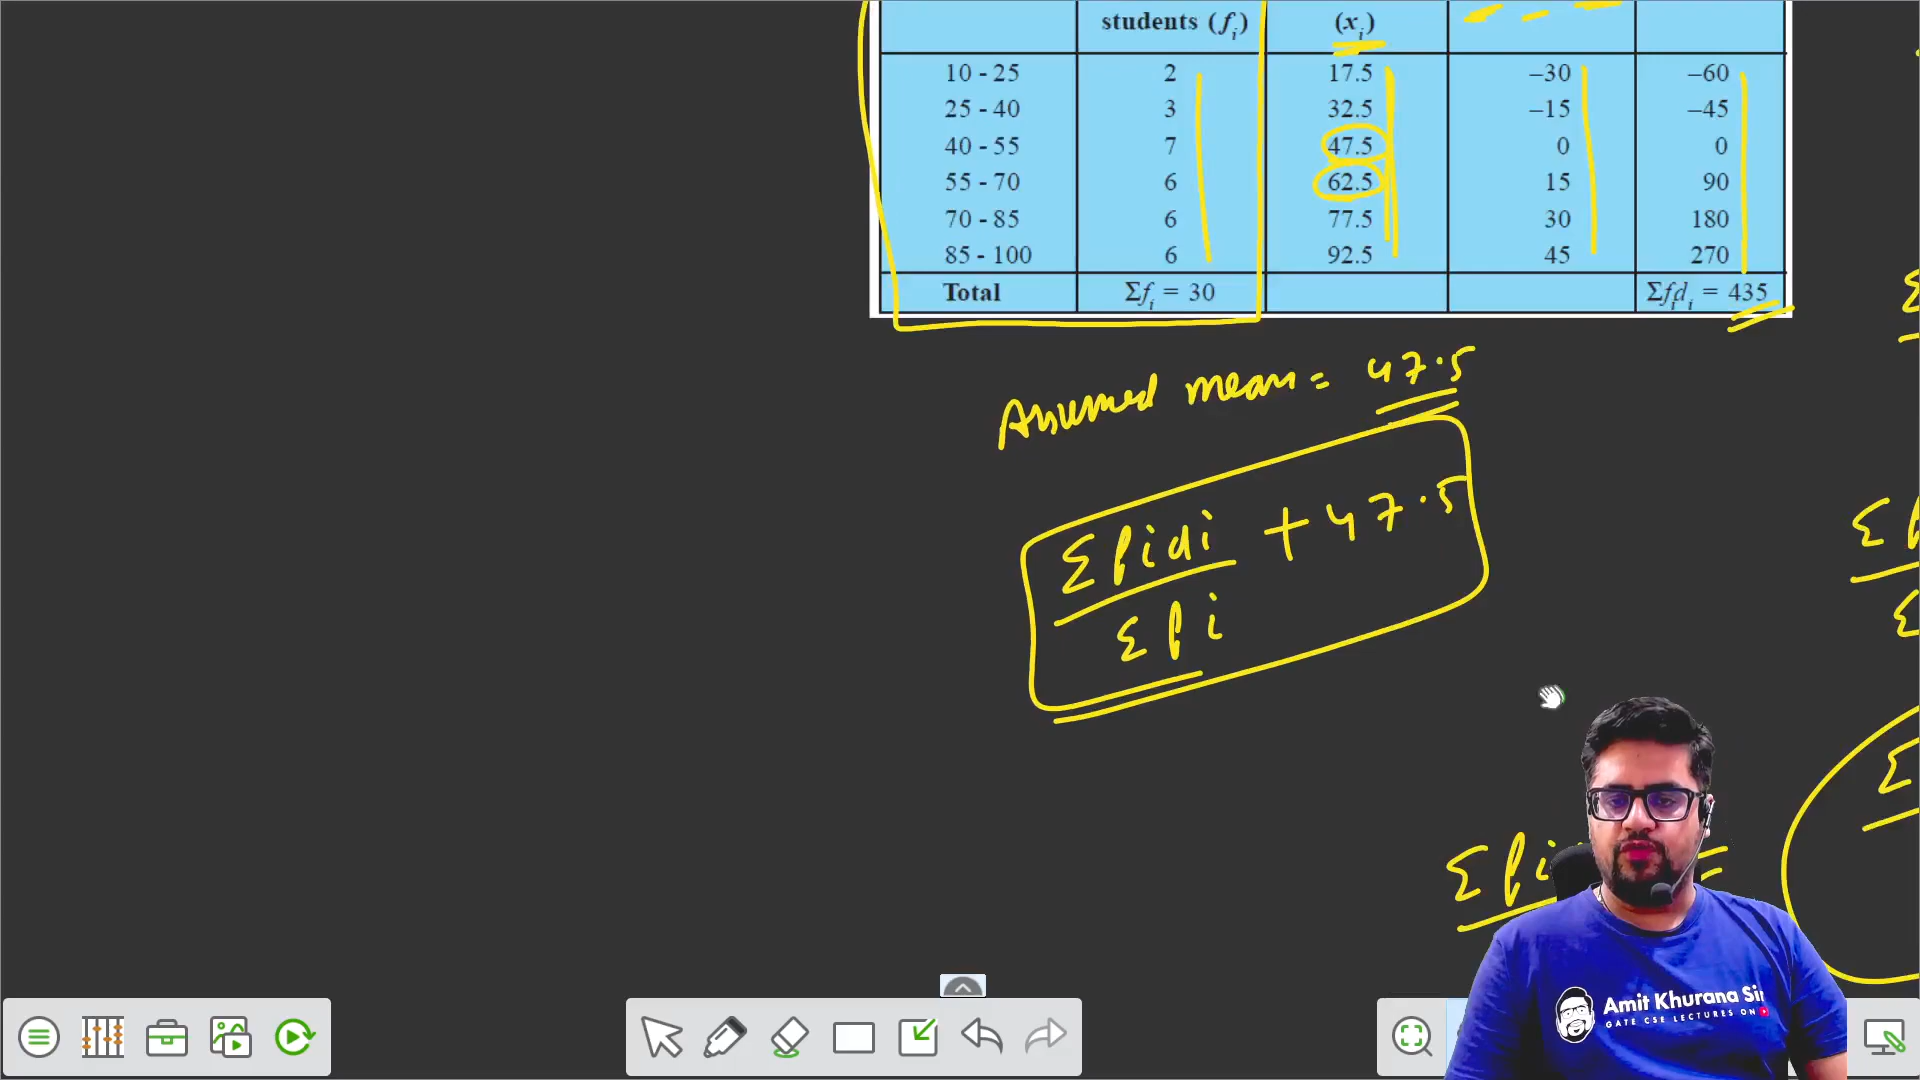 students (fᵢ) (xᵢ)
10 - 25 2 17.5 –30 –60
25 - 40 3 32.5 –15 –45
40 - 55 7 47.5 0 0
55 - 70 6 62.5 15 90
70 - 85 6 77.5 30 180
85 - 100 6 92.5 45 270
Total Σfᵢ = 30 Σfᵢdᵢ = 435
Assumed mean = 47.5
Σfidi + 47.5
Σfi
Σ
Σf
Σ
Σ
Σfi =
Amit Khurana Sir
GATE CSE LECTURES ON